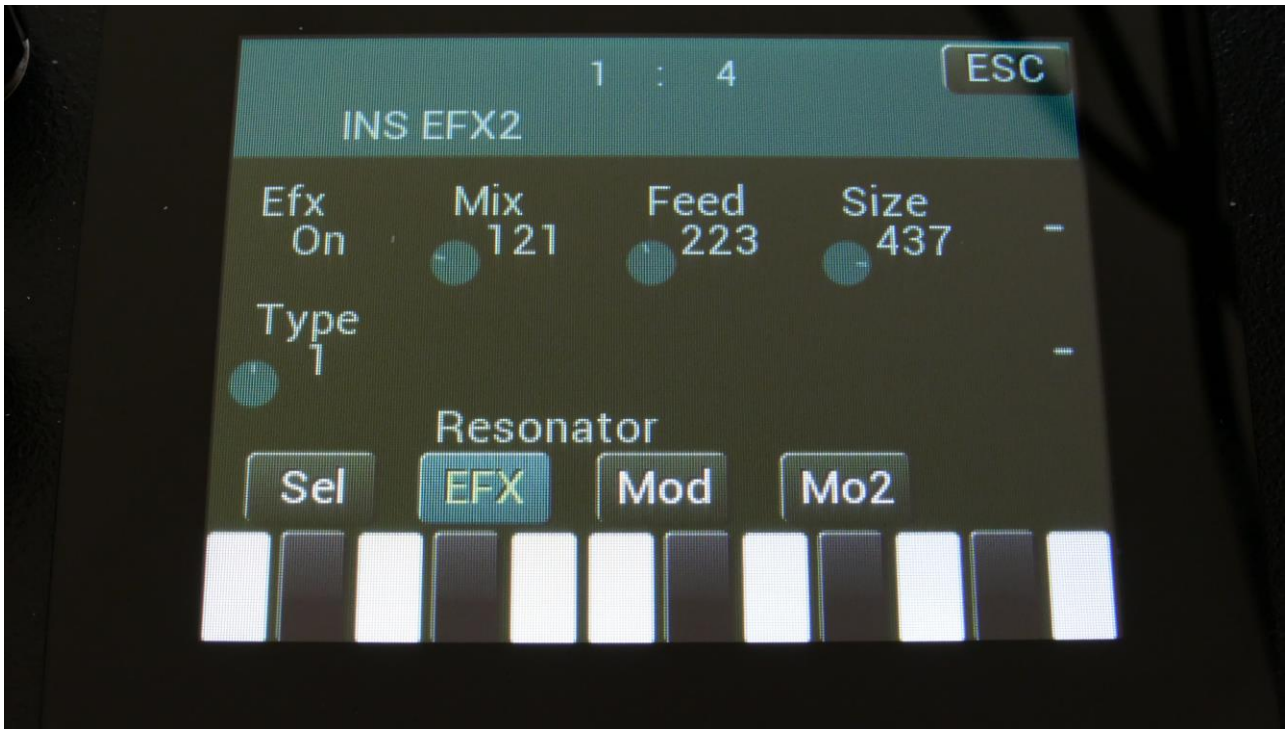 1 : 4 ESC
INS EFX2
Efx Mix Feed Size
On 121 223 437 -
Type
1 -
Resonator
Sel EFX Mod Mo2